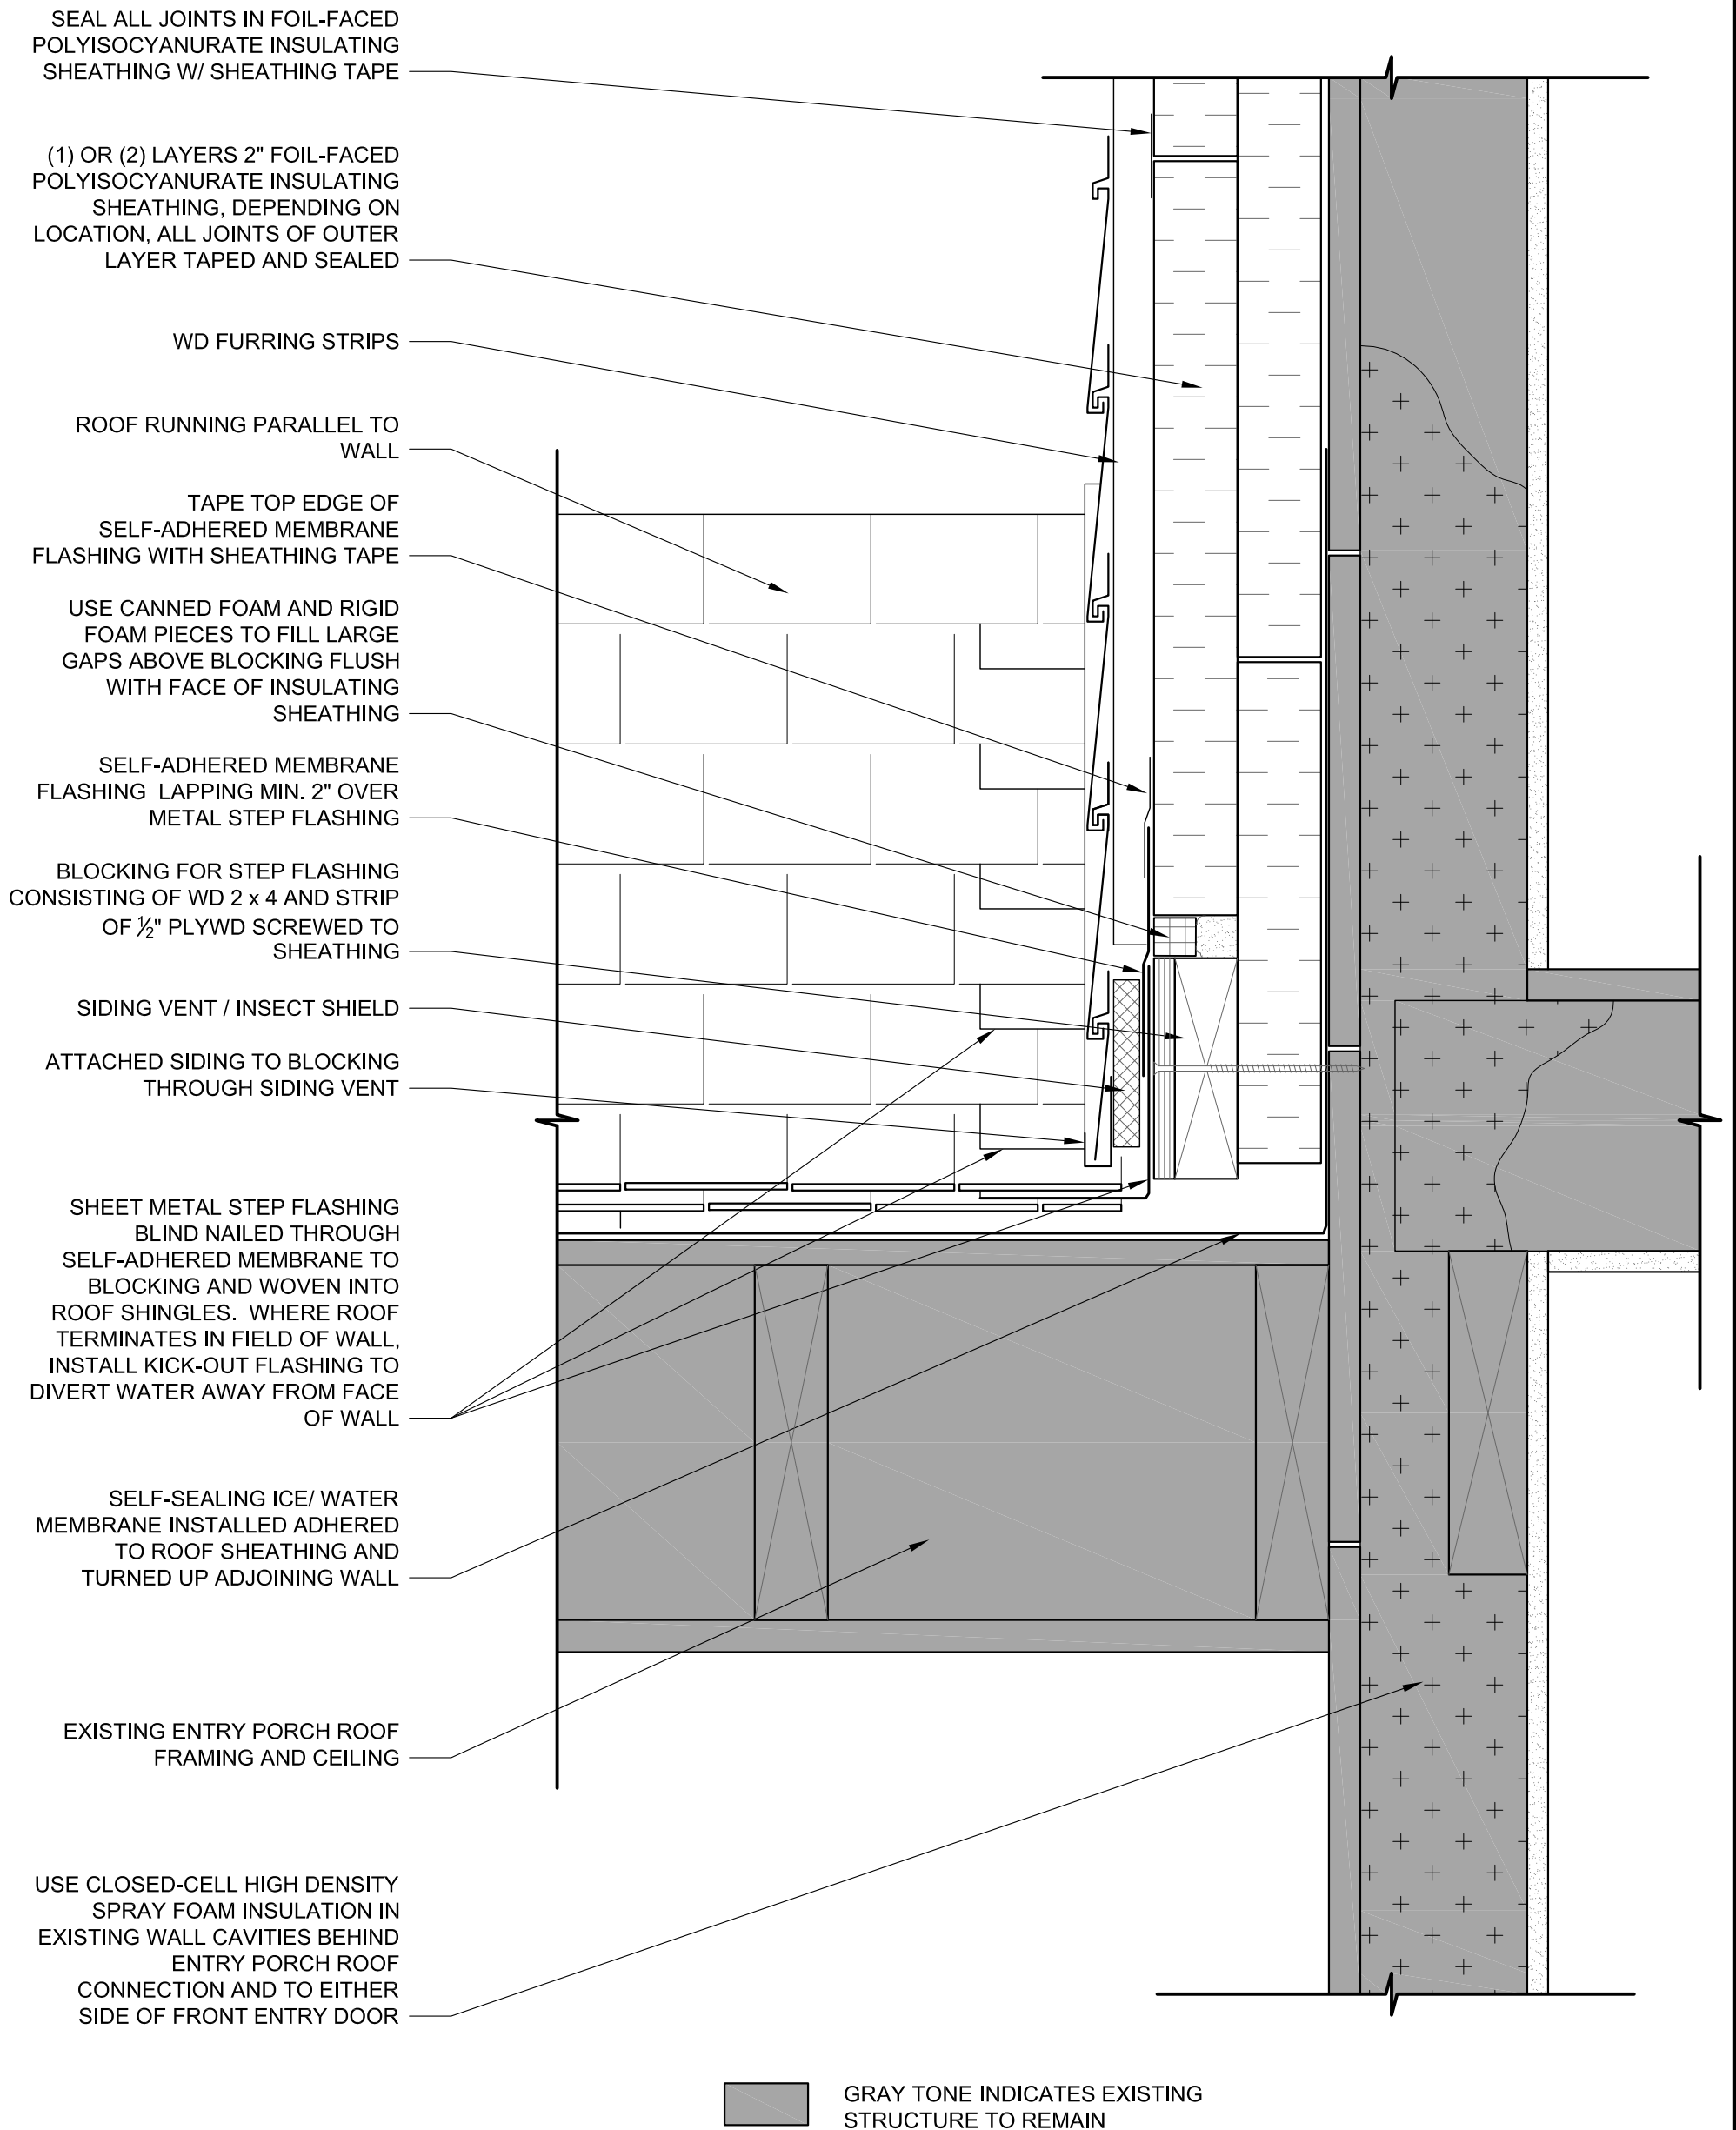 SEAL ALL JOINTS IN FOIL-FACED
POLYISOCYANURATE INSULATING
SHEATHING W/ SHEATHING TAPE
(1) OR (2) LAYERS 2" FOIL-FACED
POLYISOCYANURATE INSULATING
SHEATHING, DEPENDING ON
LOCATION, ALL JOINTS OF OUTER
LAYER TAPED AND SEALED
WD FURRING STRIPS
ROOF RUNNING PARALLEL TO
WALL
TAPE TOP EDGE OF
SELF-ADHERED MEMBRANE
FLASHING WITH SHEATHING TAPE
USE CANNED FOAM AND RIGID
FOAM PIECES TO FILL LARGE
GAPS ABOVE BLOCKING FLUSH
WITH FACE OF INSULATING
SHEATHING
SELF-ADHERED MEMBRANE
FLASHING LAPPING MIN. 2" OVER
METAL STEP FLASHING
BLOCKING FOR STEP FLASHING
CONSISTING OF WD 2 x 4 AND STRIP
OF ½" PLYWD SCREWED TO
SHEATHING
SIDING VENT / INSECT SHIELD
ATTACHED SIDING TO BLOCKING
THROUGH SIDING VENT
SHEET METAL STEP FLASHING
BLIND NAILED THROUGH
SELF-ADHERED MEMBRANE TO
BLOCKING AND WOVEN INTO
ROOF SHINGLES. WHERE ROOF
TERMINATES IN FIELD OF WALL,
INSTALL KICK-OUT FLASHING TO
DIVERT WATER AWAY FROM FACE
OF WALL
SELF-SEALING ICE/ WATER
MEMBRANE INSTALLED ADHERED
TO ROOF SHEATHING AND
TURNED UP ADJOINING WALL
EXISTING ENTRY PORCH ROOF
FRAMING AND CEILING
USE CLOSED-CELL HIGH DENSITY
SPRAY FOAM INSULATION IN
EXISTING WALL CAVITIES BEHIND
ENTRY PORCH ROOF
CONNECTION AND TO EITHER
SIDE OF FRONT ENTRY DOOR
GRAY TONE INDICATES EXISTING
STRUCTURE TO REMAIN